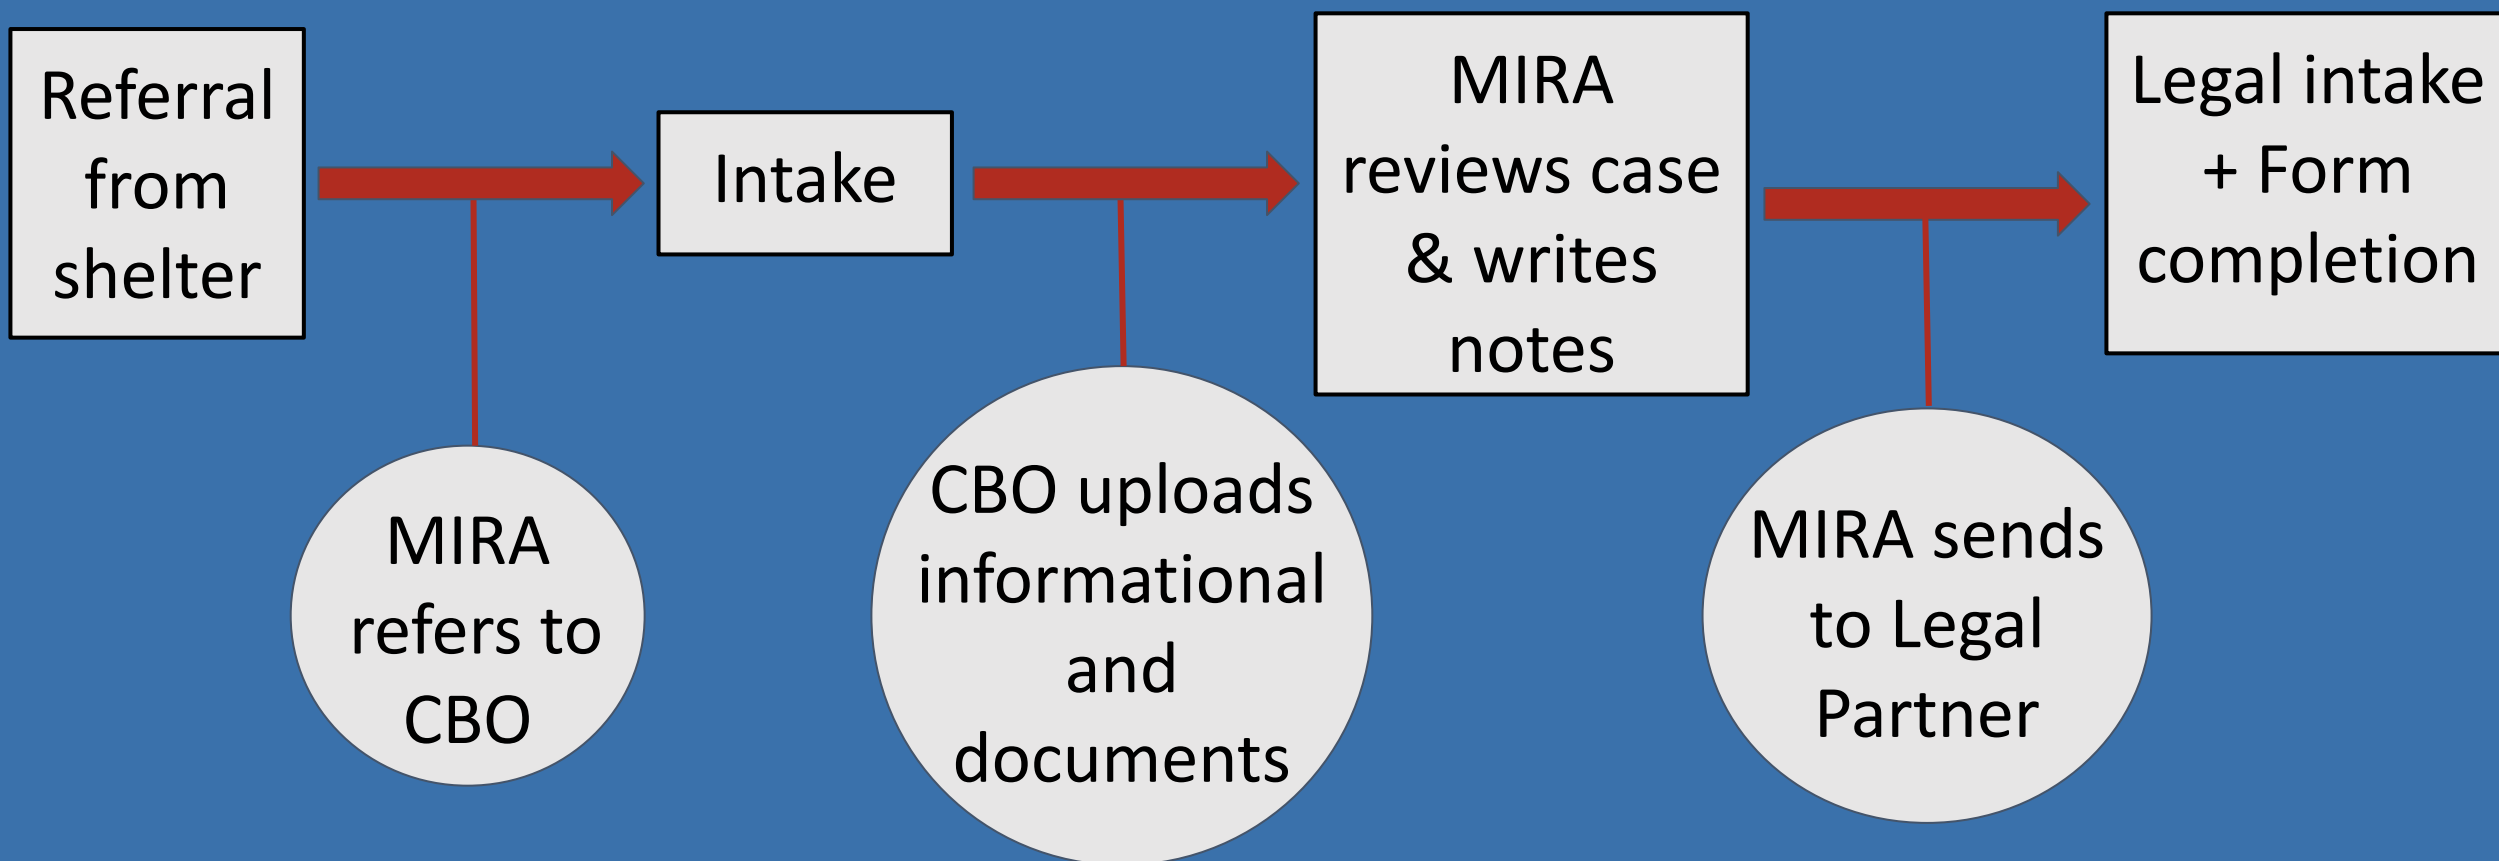 Referral
from
shelter
Intake
MIRA
reviews case
& writes
notes
Legal intake
+ Form
completion
MIRA
refers to
CBO
CBO uploads
informational
and
documents
MIRA sends
to Legal
Partner